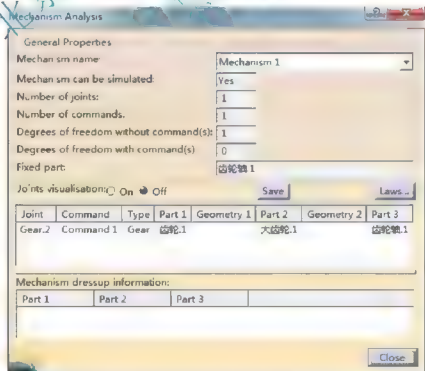 Mechanism Analysis
General Properties
Mechanism name:
Mechanism 1
Mechanism can be simulated:
Yes
Number of joints:
1
Number of commands:
1
Degrees of freedom without command(s):
1
Degrees of freedom with command(s)
0
Fixed part:
齿轮轴.1
Joints visualisation: On Off
Save
Laws...
Joint Command Type Part 1 Geometry 1 Part 2 Geometry 2 Part 3
Gear.2 Command 1 Gear 齿轮.1 大齿轮.1 齿轮轴.1
Mechanism dressup information:
Part 1 Part 2 Part 3
Close